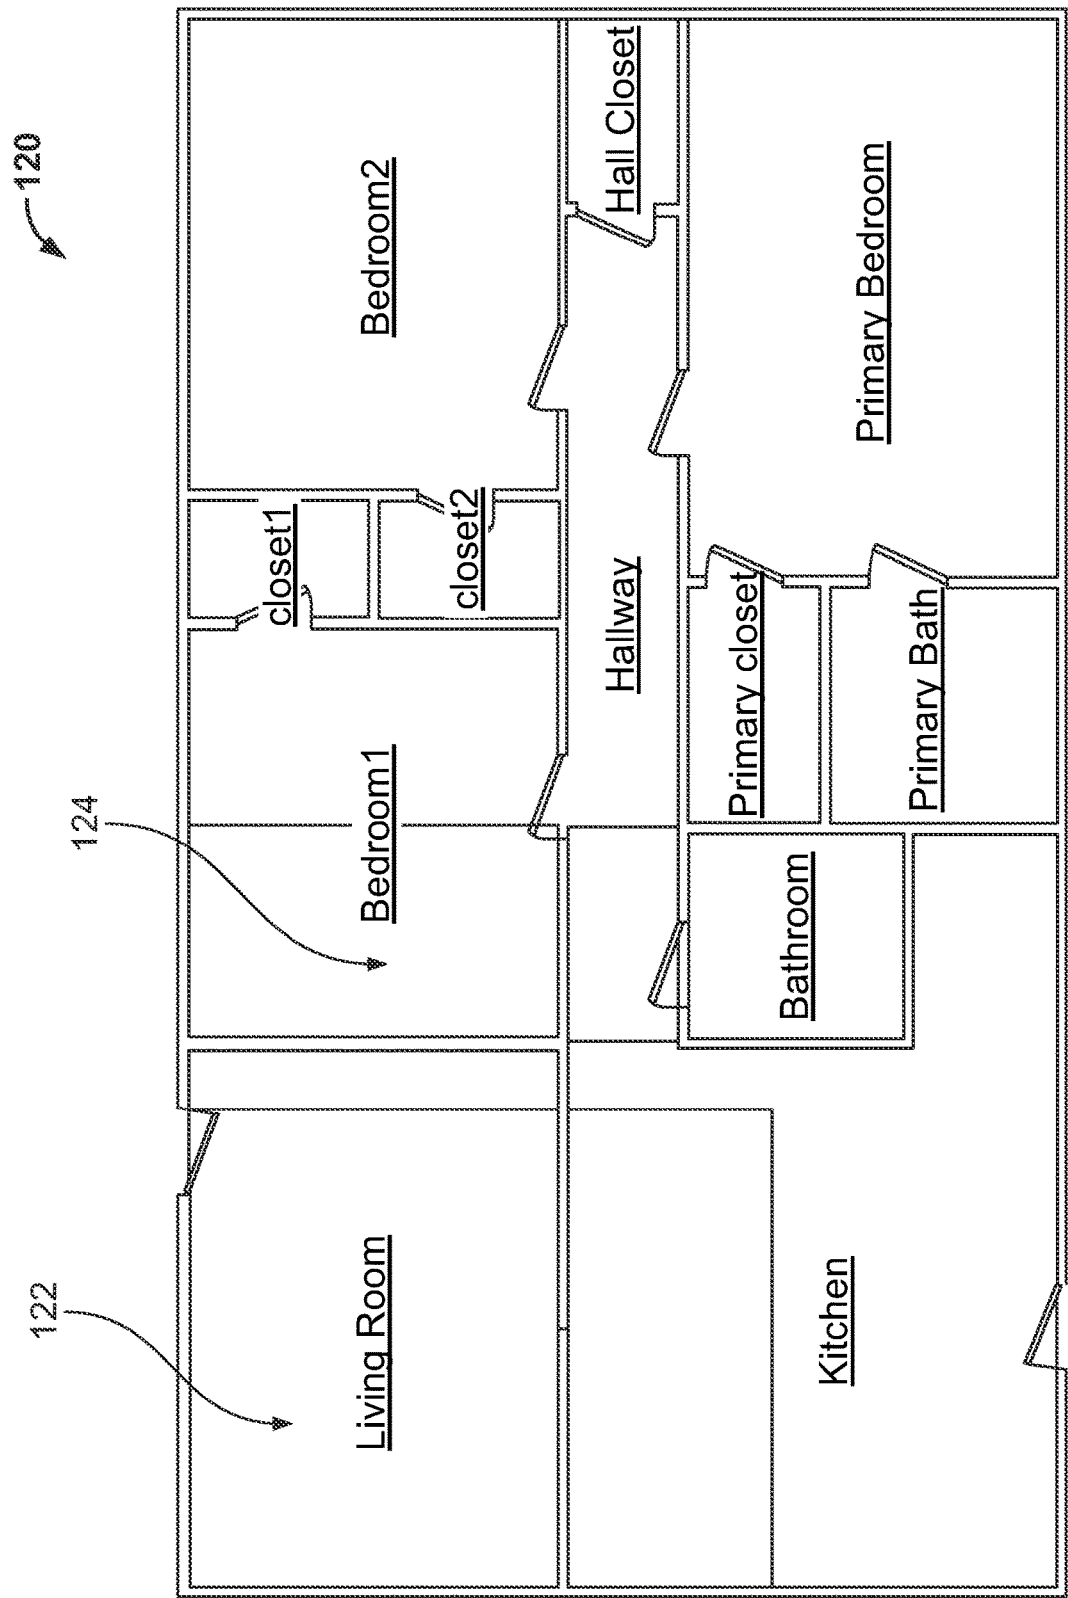 120
Bedroom2
Hall Closet
Primary Bedroom
closet1
closet2
Hallway
Primary closet
Primary Bath
124
Bedroom1
Bathroom
122
Living Room
Kitchen